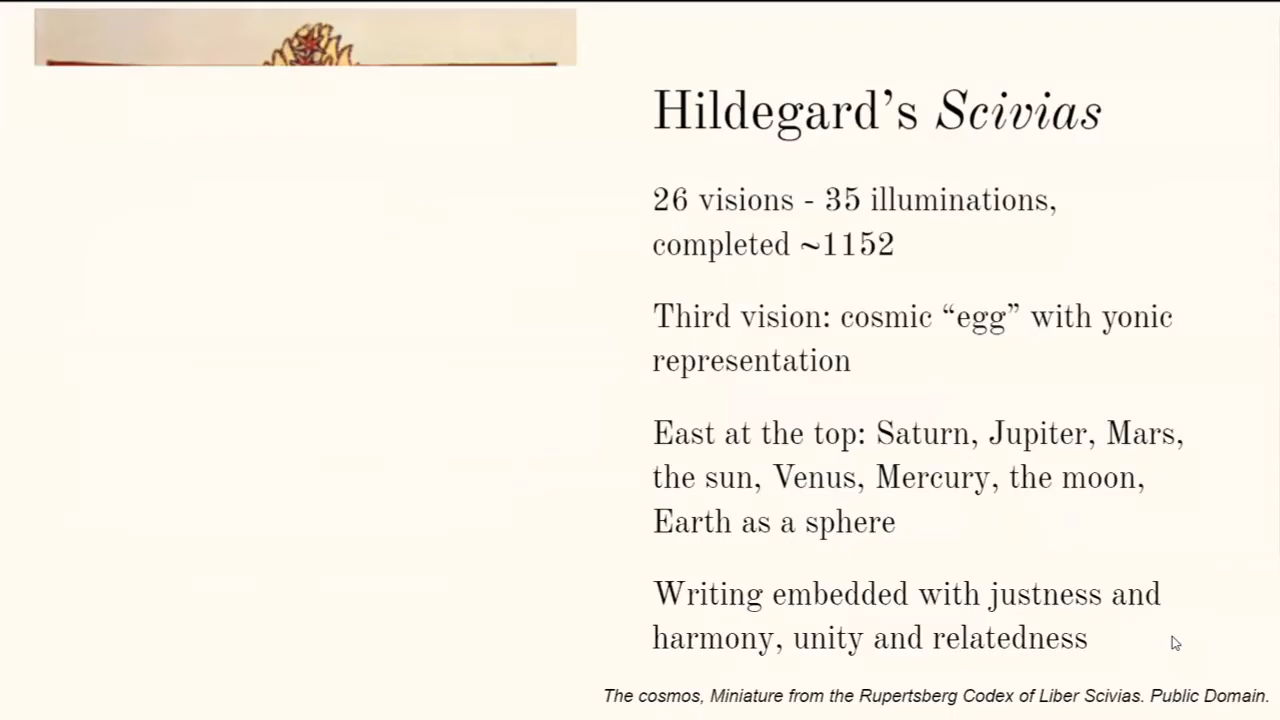 Hildegard’s Scivias
26 visions - 35 illuminations,
completed ~1152
Third vision: cosmic “egg” with yonic
representation
East at the top: Saturn, Jupiter, Mars,
the sun, Venus, Mercury, the moon,
Earth as a sphere
Writing embedded with justness and
harmony, unity and relatedness
The cosmos, Miniature from the Rupertsberg Codex of Liber Scivias. Public Domain.